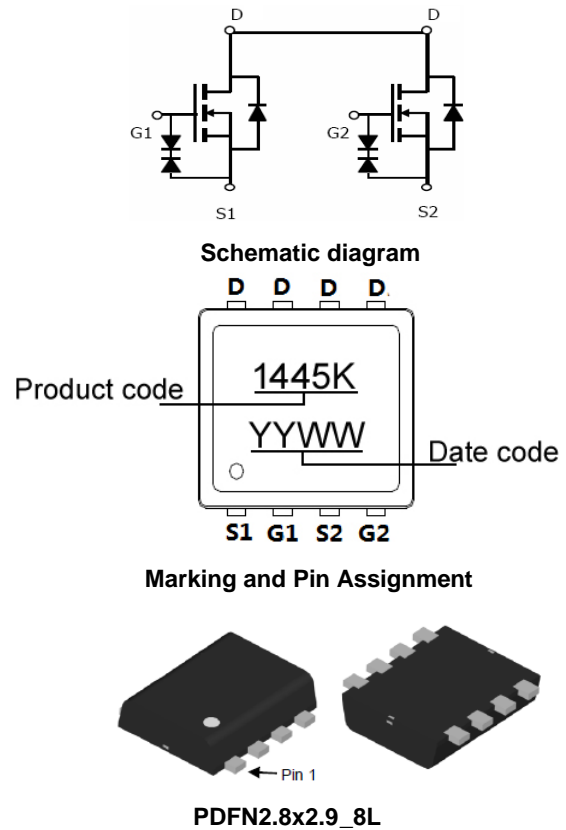 D D
G1 G2
S1 S2
Schematic diagram
D D D D
Product code
1445K
YYWW
Date code
S1 G1 S2 G2
Marking and Pin Assignment
Pin 1
PDFN2.8x2.9_8L